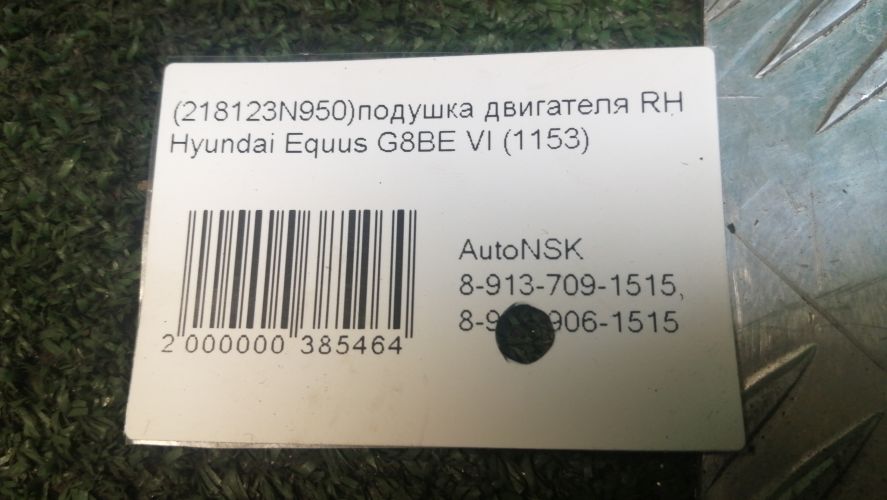 (218123N950)подушка двигателя RH
Hyundai Equus G8BE VI (1153)
AutoNSK
8-913-709-1515,
906-1515
2 000000 385464